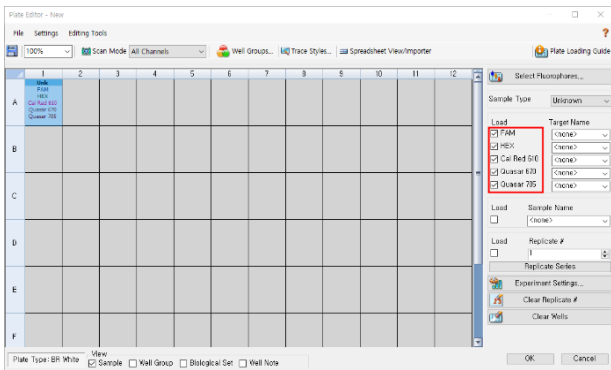 Plate Editor - New
File Settings Editing Tools
100% Scan Mode All Channels Well Groups... Trace Styles... Spreadsheet View/Importer Plate Loading Guide
1 2 3 4 5 6 7 8 9 10 11 12
A
Unk
FAM
HEX
Cal Red 610
Quasar 670
Quasar 705
B
C
D
E
F
Select Fluorophores...
Sample Type Unknown
Load Target Name
FAM <none>
HEX <none>
Cal Red 610 <none>
Quasar 670 <none>
Quasar 705 <none>
Load Sample Name
<none>
Load Replicate #
1
Replicate Series
Experiment Settings...
Clear Replicate #
Clear Wells
Plate Type: BR White View
Sample Well Group Biological Set Well Note
OK Cancel